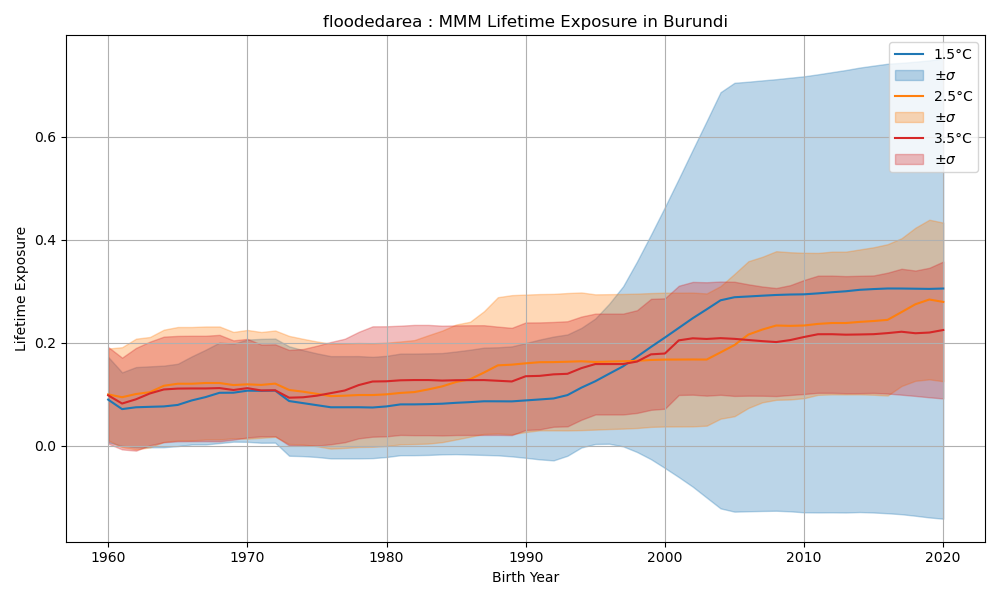 floodedarea : MMM Lifetime Exposure in Burundi
1.5°C
±σ
2.5°C
±σ
3.5°C
±σ
Lifetime Exposure
0.6
0.4
0.2
0.0
1960 1970 1980 1990 2000 2010 2020
Birth Year